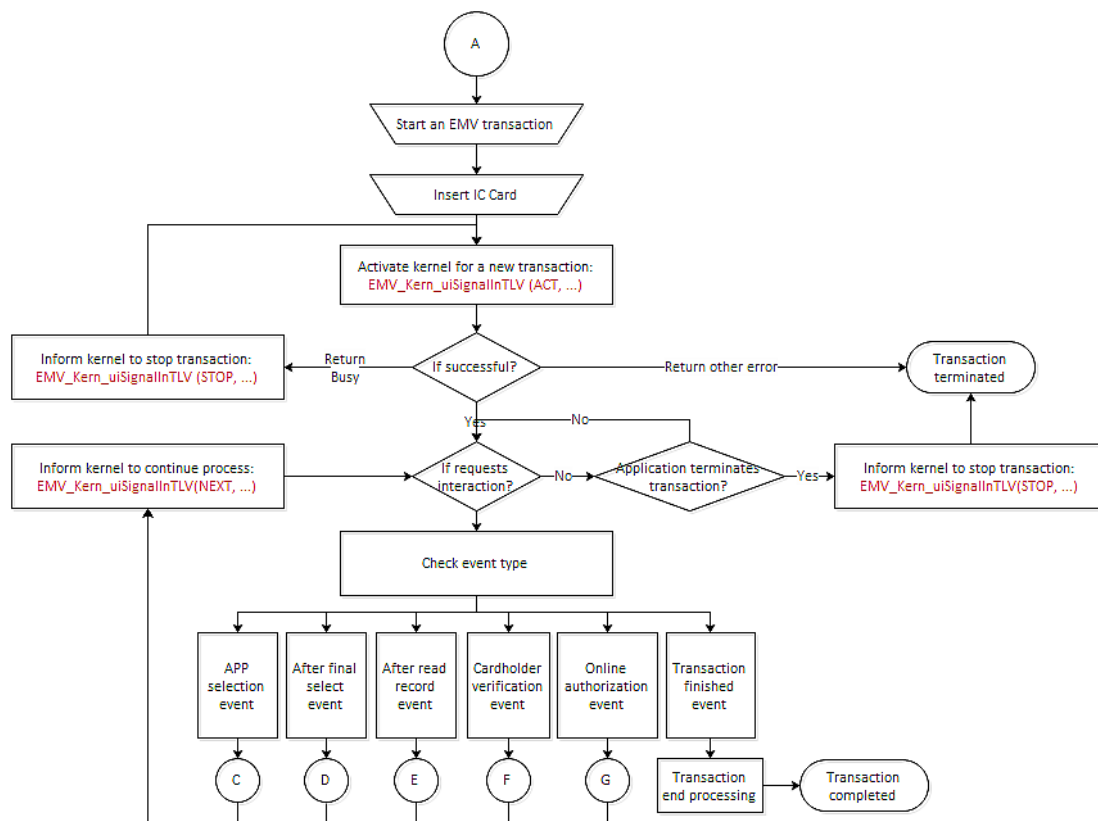 A
Start an EMV transaction
Insert IC Card
Activate kernel for a new transaction:
EMV_Kern_uiSignalInTLV (ACT, ...)
Inform kernel to stop transaction:
EMV_Kern_uiSignalInTLV (STOP, ...)
Return
Busy
If successful?
Return other error
Transaction
terminated
Yes
No
Inform kernel to continue process:
EMV_Kern_uiSignalInTLV(NEXT, ...)
If requests
interaction?
No
Application terminates
transaction?
Yes
Inform kernel to stop transaction:
EMV_Kern_uiSignalInTLV(STOP, ...)
Check event type
APP
selection
event
After final
select
event
After read
record
event
Cardholder
verification
event
Online
authorization
event
Transaction
finished
event
C
D
E
F
G
Transaction
end processing
Transaction
completed